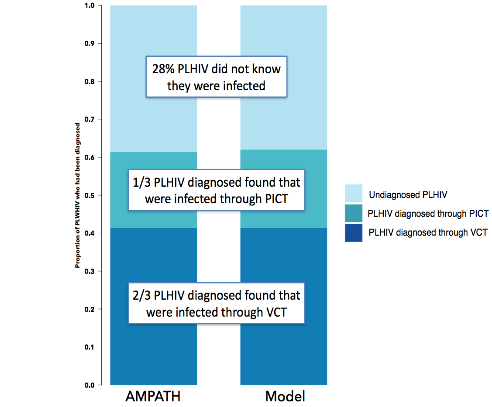 1.0
0.9
0.8
0.7
0.6
0.5
0.4
0.3
0.2
0.1
0.0
Proportion of PLWHIV who had been diagnosed
28% PLHIV did not know
they were infected
1/3 PLHIV diagnosed found that
were infected through PICT
2/3 PLHIV diagnosed found that
were infected through VCT
AMPATH
Model
Undiagnosed PLHIV
PLHIV diagnosed through PICT
PLHIV diagnosed through VCT